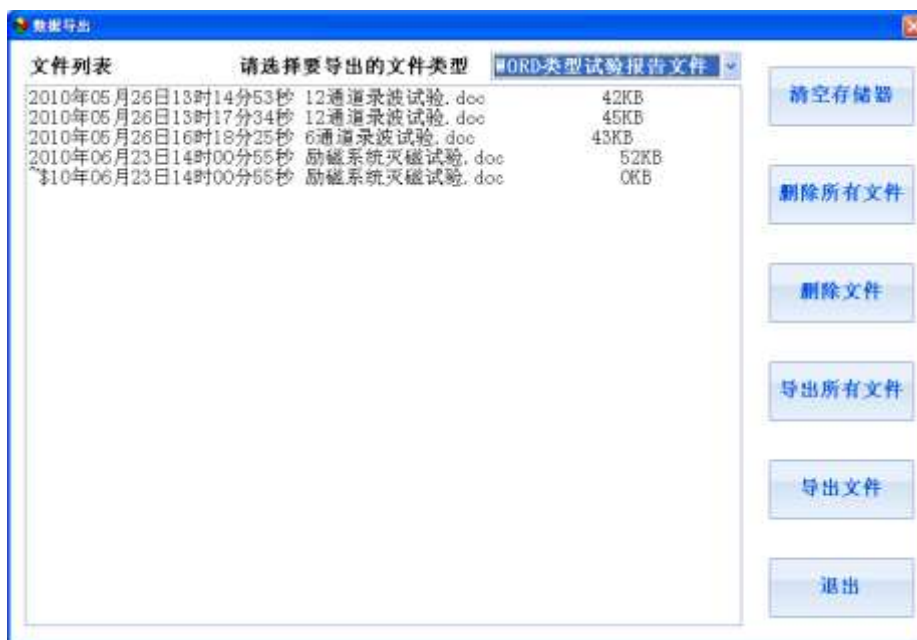 数据导出
文件列表 请选择要导出的文件类型 WORD类型试验报告文件
2010年05月26日13时14分53秒 12通道录波试验.doc 42KB
2010年05月26日13时17分34秒 12通道录波试验.doc 45KB
2010年05月26日16时18分25秒 6通道录波试验.doc 43KB
2010年06月23日14时00分55秒 励磁系统灭磁试验.doc 52KB
~$10年06月23日14时00分55秒 励磁系统灭磁试验.doc 0KB
清空存储器
删除所有文件
删除文件
导出所有文件
导出文件
退出